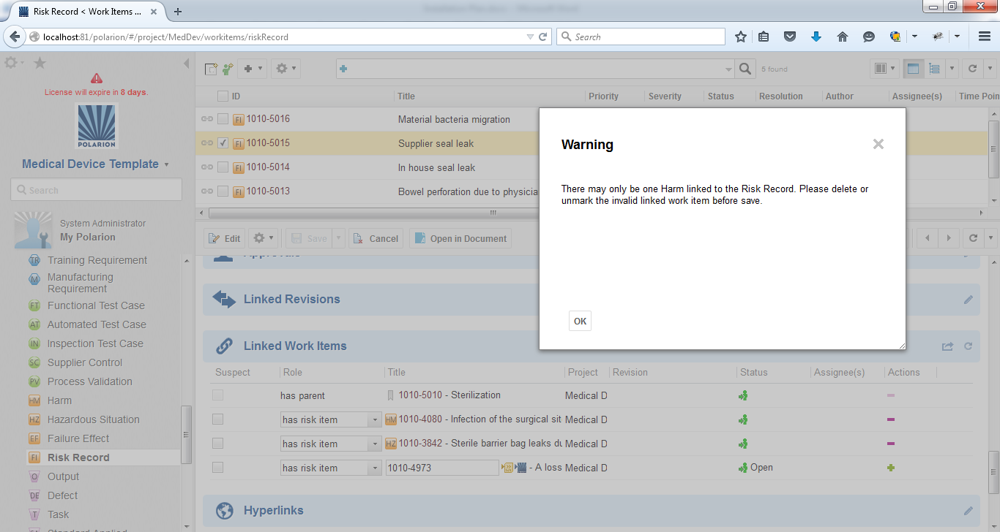 Risk Record < Work Items ...
localhost:81/polarion/#/project/MedDev/workitems/riskRecord
Search
License will expire in 8 days.
POLARION
Medical Device Template
Search
System Administrator
My Polarion
TR Training Requirement
M Manufacturing
Requirement
FT Functional Test Case
AT Automated Test Case
IN Inspection Test Case
SC Supplier Control
PV Process Validation
HM Harm
HZ Hazardous Situation
EF Failure Effect
FI Risk Record
O Output
DE Defect
T Task
Standard Applied
5 found
ID Title Priority Severity Status Resolution Author Assignee(s) Time Poin
FI 1010-5016 Material bacteria migration
FI 1010-5015 Supplier seal leak
FI 1010-5014 In house seal leak
FI 1010-5013 Bowel perforation due to physicia
Warning
There may only be one Harm linked to the Risk Record. Please delete or
unmark the invalid linked work item before save.
OK
Edit Save Cancel Open in Document
Approvals
Linked Revisions
Linked Work Items
Suspect Role Title Project Revision Status Assignee(s) Actions
has parent 1010-5010 - Sterilization Medical D
has risk item HM 1010-4080 - Infection of the surgical sit Medical D
has risk item HZ 1010-3842 - Sterile barrier bag leaks du Medical D
has risk item 1010-4973 - A loss Medical D Open
Hyperlinks